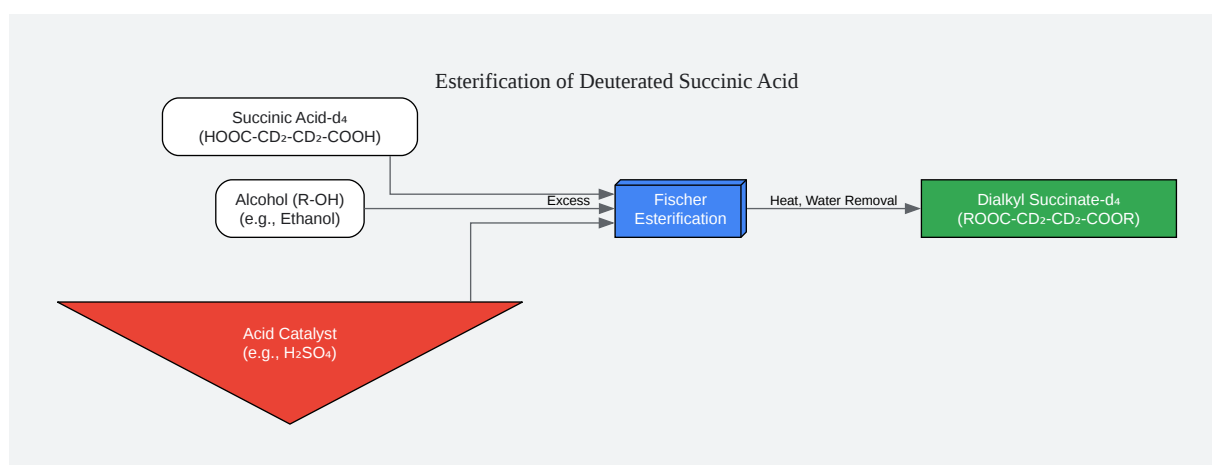 Esterification of Deuterated Succinic Acid
Succinic Acid-d₄
(HOOC-CD₂-CD₂-COOH)
Alcohol (R-OH)
(e.g., Ethanol)
Excess
Fischer
Esterification
Heat, Water Removal
Dialkyl Succinate-d₄
(ROOC-CD₂-CD₂-COOR)
Acid Catalyst
(e.g., H₂SO₄)